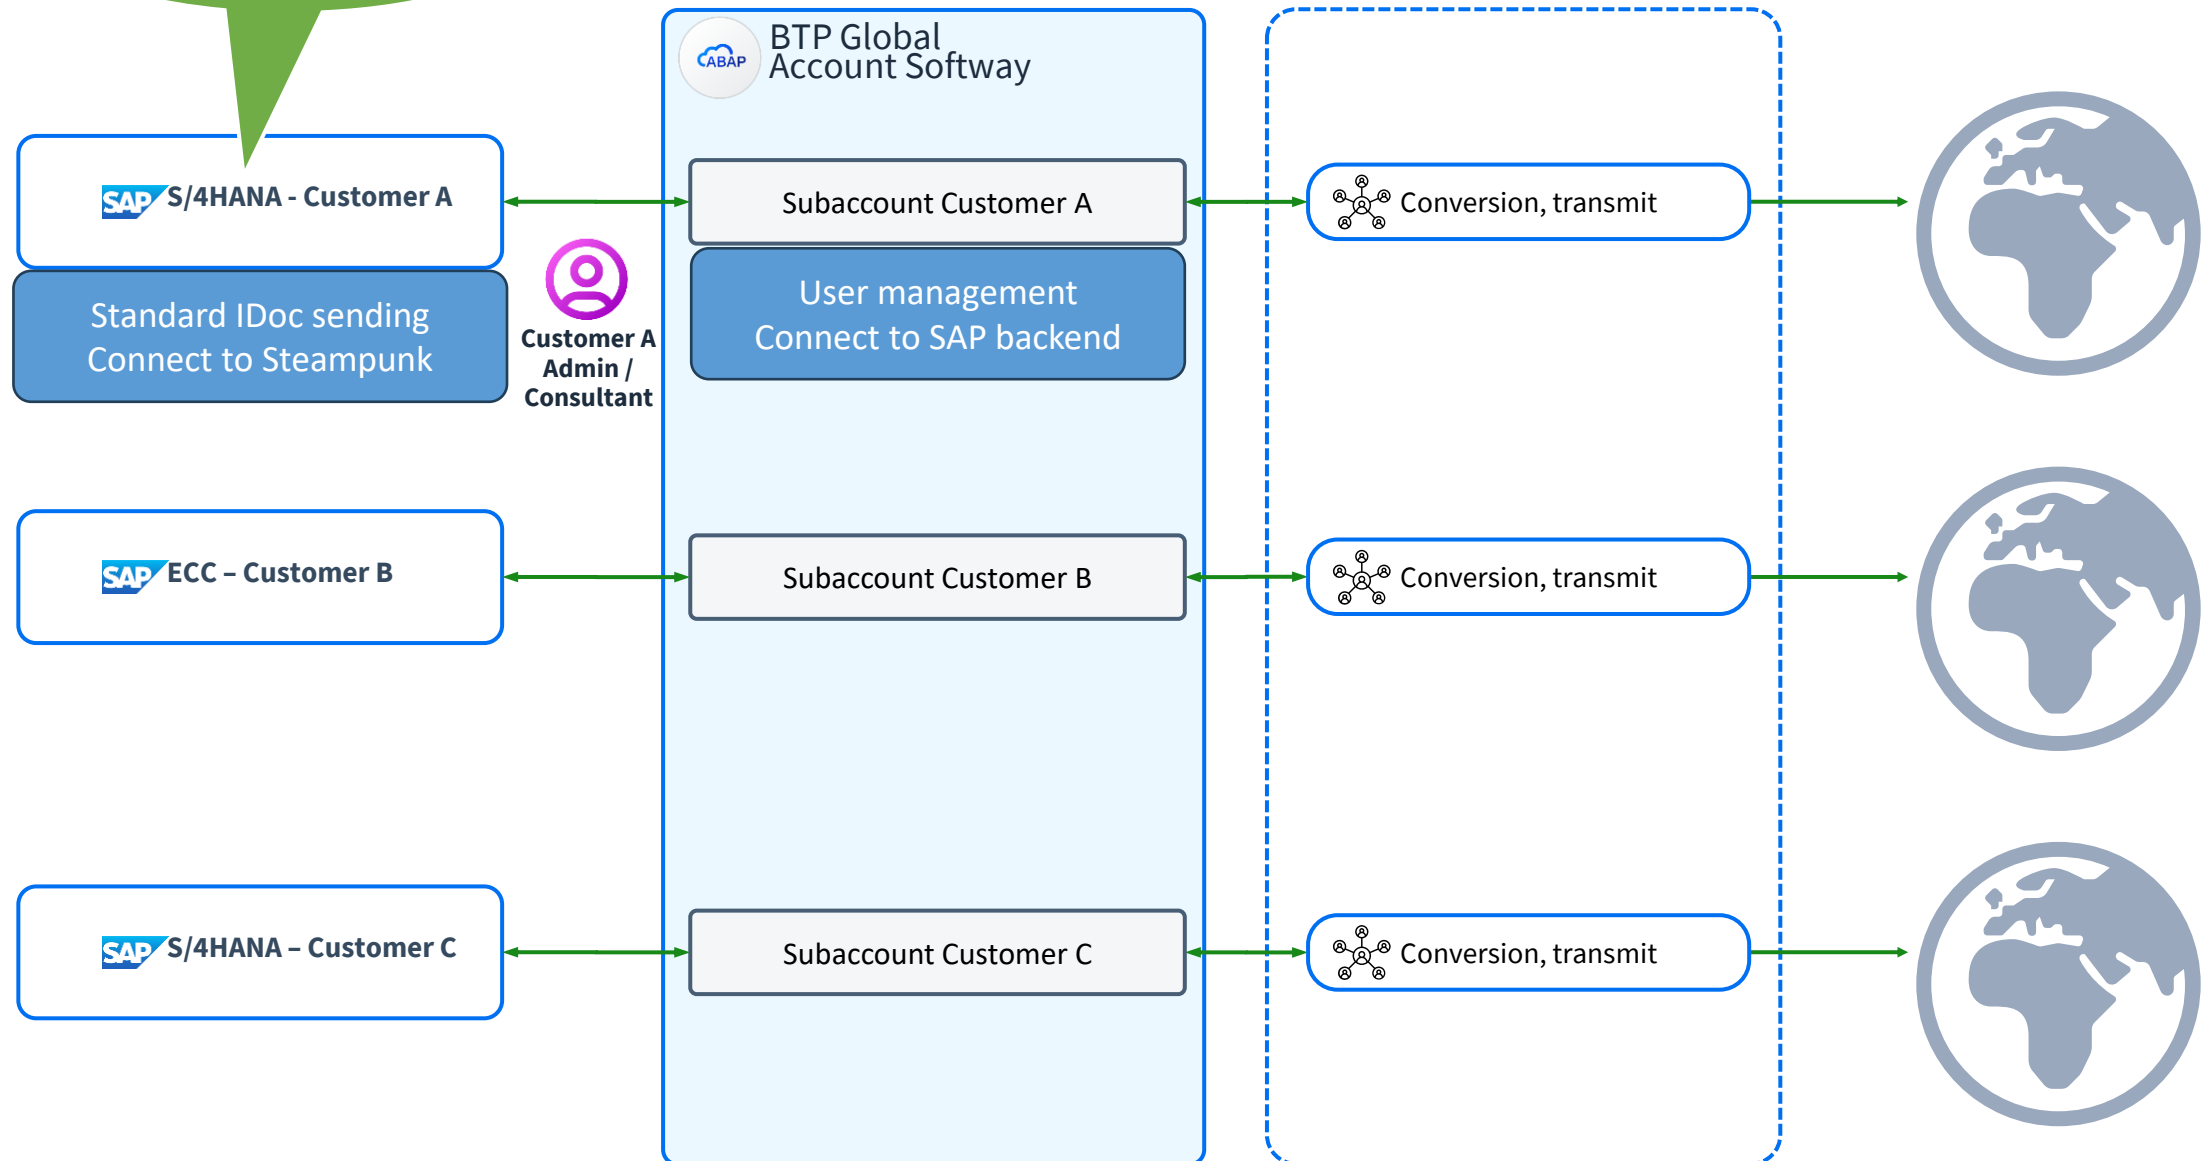 ABAP
BTP Global
Account Softway
SAP S/4HANA - Customer A
Subaccount Customer A
Conversion, transmit
Standard IDoc sending
Connect to Steampunk
Customer A
Admin /
Consultant
User management
Connect to SAP backend
SAP ECC – Customer B
Subaccount Customer B
Conversion, transmit
SAP S/4HANA – Customer C
Subaccount Customer C
Conversion, transmit